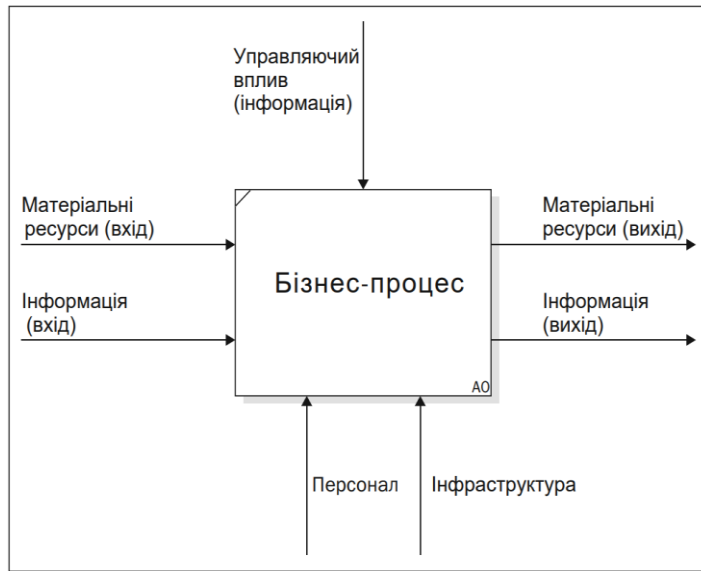 Управляючий
вплив
(інформація)
Матеріальні
ресурси (вхід)
Матеріальні
ресурси (вихід)
Бізнес-процес
Інформація
(вхід)
Інформація
(вихід)
A0
Персонал
Інфраструктура